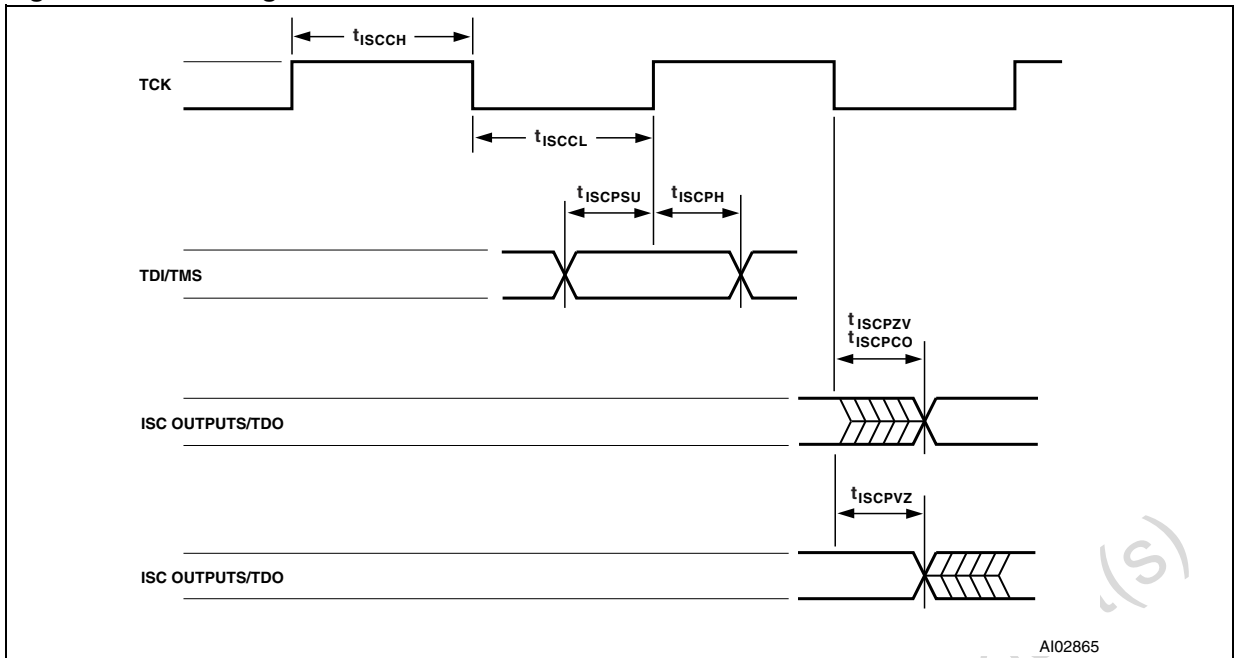 tISCCH
TCK
tISCCL
tISCPSU
tISCPH
TDI/TMS
tISCPZV
tISCPCO
ISC OUTPUTS/TDO
tISCPVZ
ISC OUTPUTS/TDO
(s)
AI02865